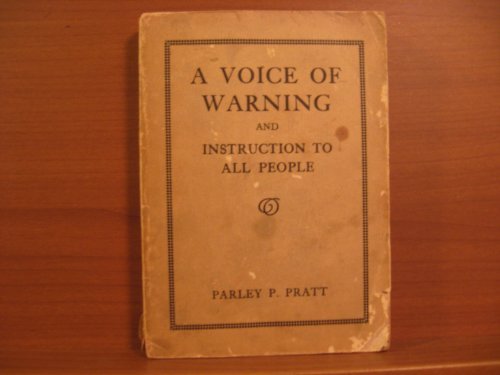 A VOICE OF
WARNING
AND
INSTRUCTION TO
ALL PEOPLE
PARLEY P. PRATT